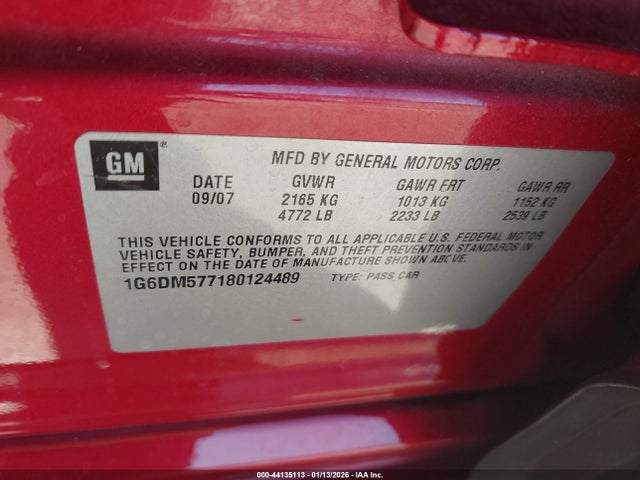 GM ®
MFD BY GENERAL MOTORS CORP.
DATE GVWR GAWR FRT GAWR RR
09/07 2165 KG 1013 KG 1152 KG
4772 LB 2233 LB 2539 LB
THIS VEHICLE CONFORMS TO ALL APPLICABLE U.S. FEDERAL MOTOR
VEHICLE SAFETY, BUMPER, AND THEFT PREVENTION STANDARDS IN
EFFECT ON THE DATE OF MANUFACTURE SHOWN ABOVE.
1G6DM577180124489 TYPE: PASS CAR
000-44135113 - 01/13/2026 - IAA Inc.